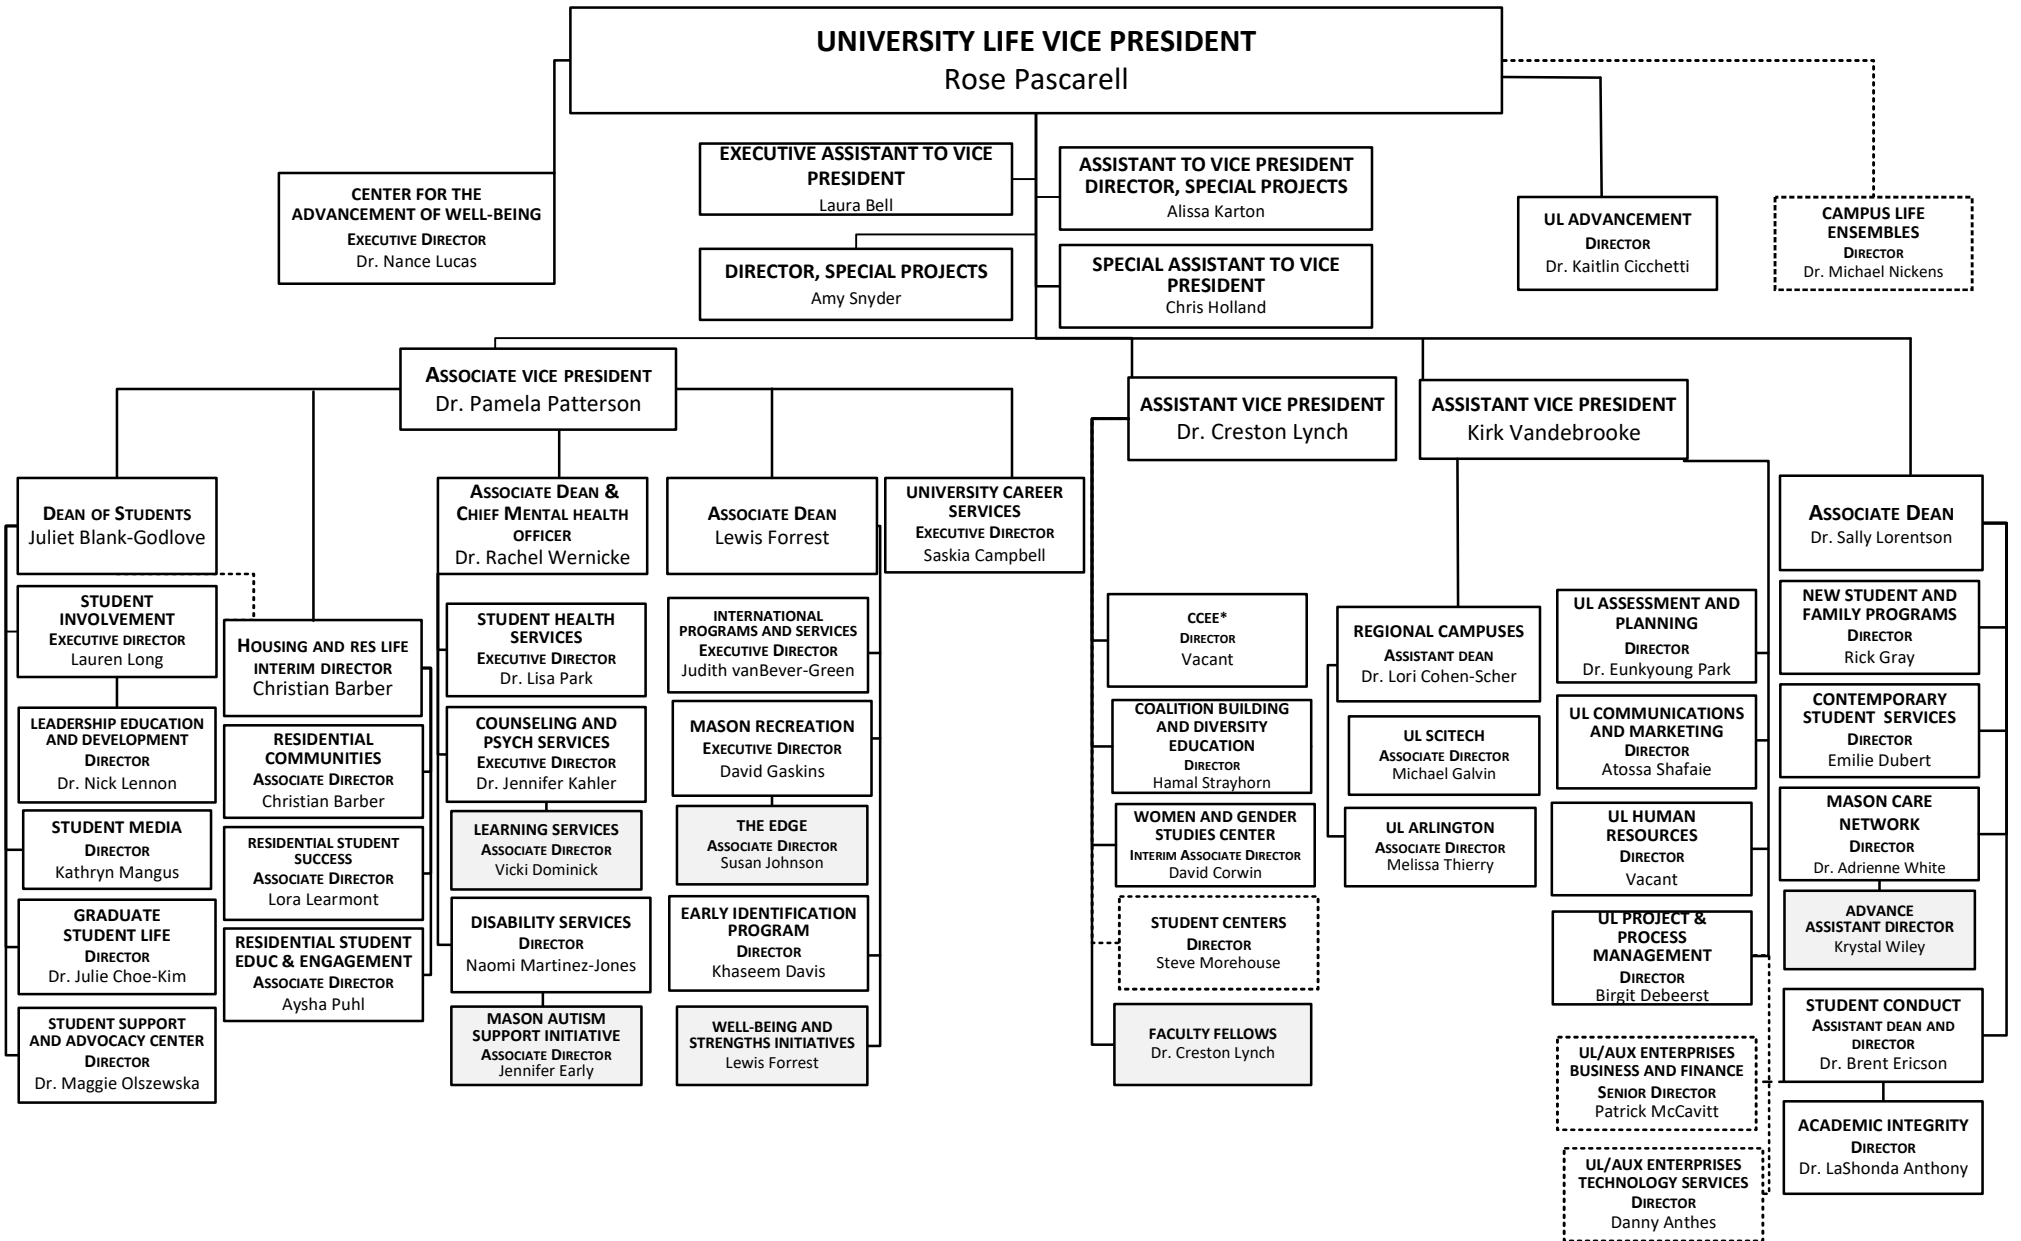 UNIVERSITY LIFE VICE PRESIDENT
Rose Pascarell
EXECUTIVE ASSISTANT TO VICE
PRESIDENT
Laura Bell
ASSISTANT TO VICE PRESIDENT
DIRECTOR, SPECIAL PROJECTS
Alissa Karton
CENTER FOR THE
ADVANCEMENT OF WELL-BEING
EXECUTIVE DIRECTOR
Dr. Nance Lucas
UL ADVANCEMENT
DIRECTOR
Dr. Kaitlin Cicchetti
CAMPUS LIFE
ENSEMBLES
DIRECTOR
Dr. Michael Nickens
DIRECTOR, SPECIAL PROJECTS
Amy Snyder
SPECIAL ASSISTANT TO VICE
PRESIDENT
Chris Holland
ASSOCIATE VICE PRESIDENT
Dr. Pamela Patterson
ASSISTANT VICE PRESIDENT
Dr. Creston Lynch
ASSISTANT VICE PRESIDENT
Kirk Vandebrooke
DEAN OF STUDENTS
Juliet Blank-Godlove
STUDENT
INVOLVEMENT
EXECUTIVE DIRECTOR
Lauren Long
LEADERSHIP EDUCATION
AND DEVELOPMENT
DIRECTOR
Dr. Nick Lennon
STUDENT MEDIA
DIRECTOR
Kathryn Mangus
GRADUATE
STUDENT LIFE
DIRECTOR
Dr. Julie Choe-Kim
STUDENT SUPPORT
AND ADVOCACY CENTER
DIRECTOR
Dr. Maggie Olszewska
HOUSING AND RES LIFE
INTERIM DIRECTOR
Christian Barber
RESIDENTIAL
COMMUNITIES
ASSOCIATE DIRECTOR
Christian Barber
RESIDENTIAL STUDENT
SUCCESS
ASSOCIATE DIRECTOR
Lora Learmont
RESIDENTIAL STUDENT
EDUC & ENGAGEMENT
ASSOCIATE DIRECTOR
Aysha Puhl
ASSOCIATE DEAN &
CHIEF MENTAL HEALTH
OFFICER
Dr. Rachel Wernicke
STUDENT HEALTH
SERVICES
EXECUTIVE DIRECTOR
Dr. Lisa Park
COUNSELING AND
PSYCH SERVICES
EXECUTIVE DIRECTOR
Dr. Jennifer Kahler
LEARNING SERVICES
ASSOCIATE DIRECTOR
Vicki Dominick
DISABILITY SERVICES
DIRECTOR
Naomi Martinez-Jones
MASON AUTISM
SUPPORT INITIATIVE
ASSOCIATE DIRECTOR
Jennifer Early
ASSOCIATE DEAN
Lewis Forrest
INTERNATIONAL
PROGRAMS AND SERVICES
EXECUTIVE DIRECTOR
Judith vanBever-Green
MASON RECREATION
EXECUTIVE DIRECTOR
David Gaskins
THE EDGE
ASSOCIATE DIRECTOR
Susan Johnson
EARLY IDENTIFICATION
PROGRAM
DIRECTOR
Khaseem Davis
WELL-BEING AND
STRENGTHS INITIATIVES
Lewis Forrest
UNIVERSITY CAREER
SERVICES
EXECUTIVE DIRECTOR
Saskia Campbell
CCEE*
DIRECTOR
Vacant
COALITION BUILDING
AND DIVERSITY
EDUCATION
DIRECTOR
Hamal Strayhorn
WOMEN AND GENDER
STUDIES CENTER
INTERIM ASSOCIATE DIRECTOR
David Corwin
STUDENT CENTERS
DIRECTOR
Steve Morehouse
FACULTY FELLOWS
Dr. Creston Lynch
REGIONAL CAMPUSES
ASSISTANT DEAN
Dr. Lori Cohen-Scher
UL SCITECH
ASSOCIATE DIRECTOR
Michael Galvin
UL ARLINGTON
ASSOCIATE DIRECTOR
Melissa Thierry
UL ASSESSMENT AND
PLANNING
DIRECTOR
Dr. Eunkyoung Park
UL COMMUNICATIONS
AND MARKETING
DIRECTOR
Atossa Shafaie
UL HUMAN
RESOURCES
DIRECTOR
Vacant
UL PROJECT &
PROCESS
MANAGEMENT
DIRECTOR
Birgit Debeerst
UL/AUX ENTERPRISES
BUSINESS AND FINANCE
SENIOR DIRECTOR
Patrick McCavitt
UL/AUX ENTERPRISES
TECHNOLOGY SERVICES
DIRECTOR
Danny Anthes
ASSOCIATE DEAN
Dr. Sally Lorentson
NEW STUDENT AND
FAMILY PROGRAMS
DIRECTOR
Rick Gray
CONTEMPORARY
STUDENT SERVICES
DIRECTOR
Emilie Dubert
MASON CARE
NETWORK
DIRECTOR
Dr. Adrienne White
ADVANCE
ASSISTANT DIRECTOR
Krystal Wiley
STUDENT CONDUCT
ASSISTANT DEAN AND
DIRECTOR
Dr. Brent Ericson
ACADEMIC INTEGRITY
DIRECTOR
Dr. LaShonda Anthony